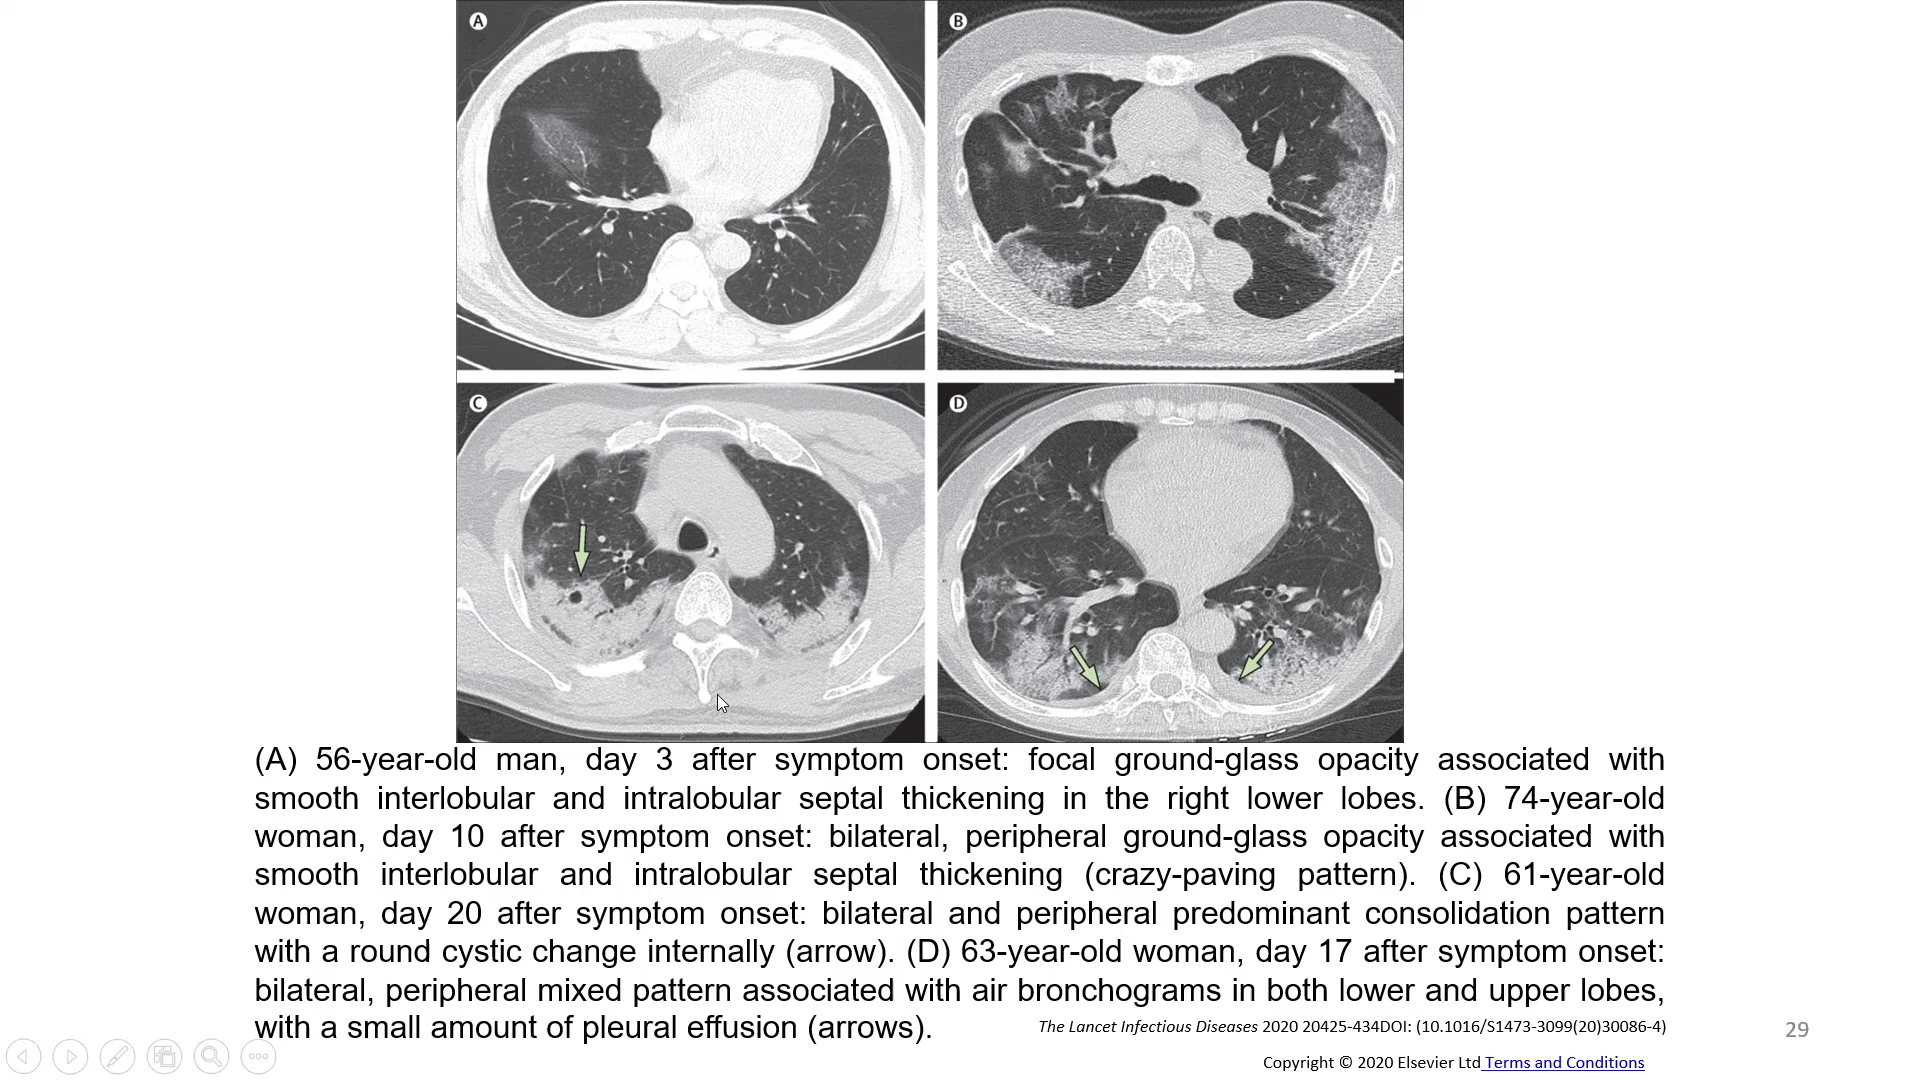 A
B
C
D
(A) 56-year-old man, day 3 after symptom onset: focal ground-glass opacity associated with
smooth interlobular and intralobular septal thickening in the right lower lobes. (B) 74-year-old
woman, day 10 after symptom onset: bilateral, peripheral ground-glass opacity associated with
smooth interlobular and intralobular septal thickening (crazy-paving pattern). (C) 61-year-old
woman, day 20 after symptom onset: bilateral and peripheral predominant consolidation pattern
with a round cystic change internally (arrow). (D) 63-year-old woman, day 17 after symptom onset:
bilateral, peripheral mixed pattern associated with air bronchograms in both lower and upper lobes,
with a small amount of pleural effusion (arrows).
The Lancet Infectious Diseases 2020 20425-434DOI: (10.1016/S1473-3099(20)30086-4)
29
Copyright © 2020 Elsevier Ltd Terms and Conditions